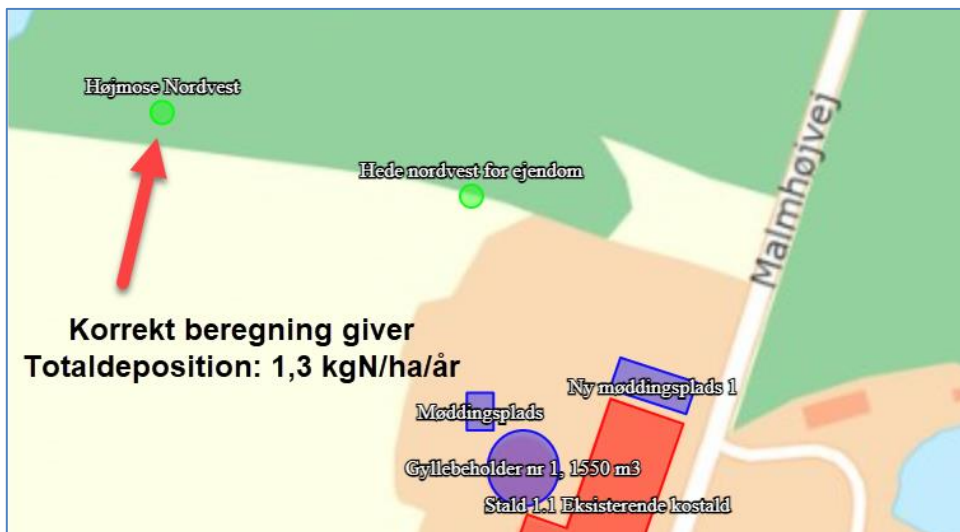 Højmose Nordvest
Hede nordvest for ejendom
Malmhøjvej
Korrekt beregning giver
Totaldeposition: 1,3 kgN/ha/år
Ny møddingsplads 1
Møddingsplads
Gyllebeholder nr 1, 1550 m3
Stald 1.1 Eksisterende kostald